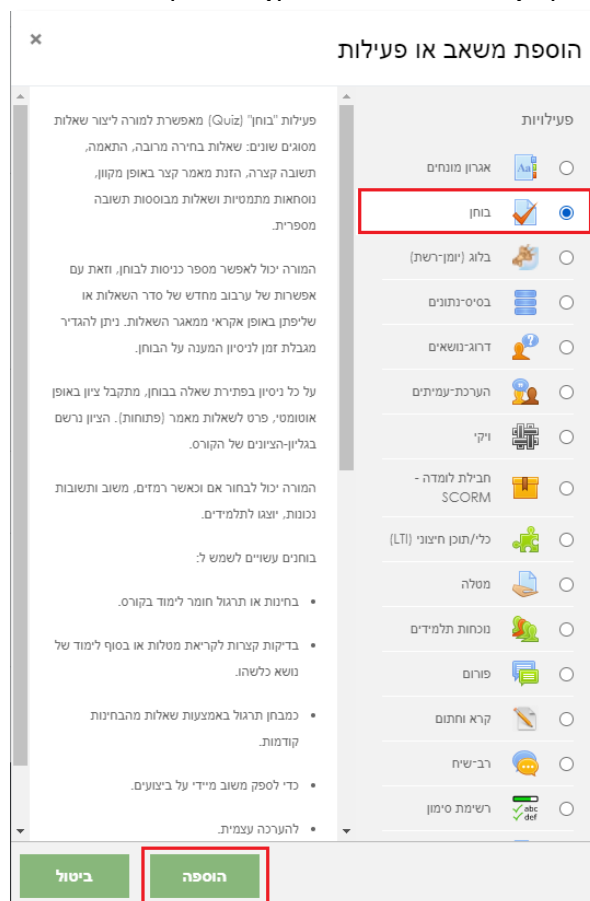 הוספת משאב או פעילות
×
פעילויות
אגרון מונחים
בוחן
בלוג (יומן-רשת)
בסיס-נתונים
דרוג-נושאים
הערכת-עמיתים
ויקי
חבילת לומדה -
SCORM
כלי/תוכן חיצוני (LTI)
מטלה
נוכחות תלמידים
פורום
קרא וחתום
רב-שיח
רשימת סימון
פעילות "בוחן" (Quiz) מאפשרת למורה ליצור שאלות
מסוגים שונים: שאלות בחירה מרובה, התאמה,
תשובה קצרה, הזנת מאמר קצר באופן מקוון,
נוסחאות מתמטיות ושאלות מבוססות תשובה
מספרית.
המורה יכול לאפשר מספר כניסות לבוחן, וזאת עם
אפשרות של ערבוב מחדש של סדר השאלות או
שליפתן באופן אקראי ממאגר השאלות. ניתן להגדיר
מגבלת זמן לניסיון המענה על הבוחן.
על כל ניסיון בפתירת שאלה בבוחן, מתקבל ציון באופן
אוטומטי, פרט לשאלות מאמר (פתוחות). הציון נרשם
בגליון-הציונים של הקורס.
המורה יכול לבחור אם וכאשר רמזים, משוב ותשובות
נכונות, יוצגו לתלמידים.
בוחנים עשויים לשמש ל:
• בחינות או תרגול חומר לימוד בקורס.
• בדיקות קצרות לקריאת מטלות או בסוף לימוד של
נושא כלשהו.
• כמבחן תרגול באמצעות שאלות מהבחינות
קודמות.
• כדי לספק משוב מיידי על ביצועים.
• להערכה עצמית.
הוספה
ביטול